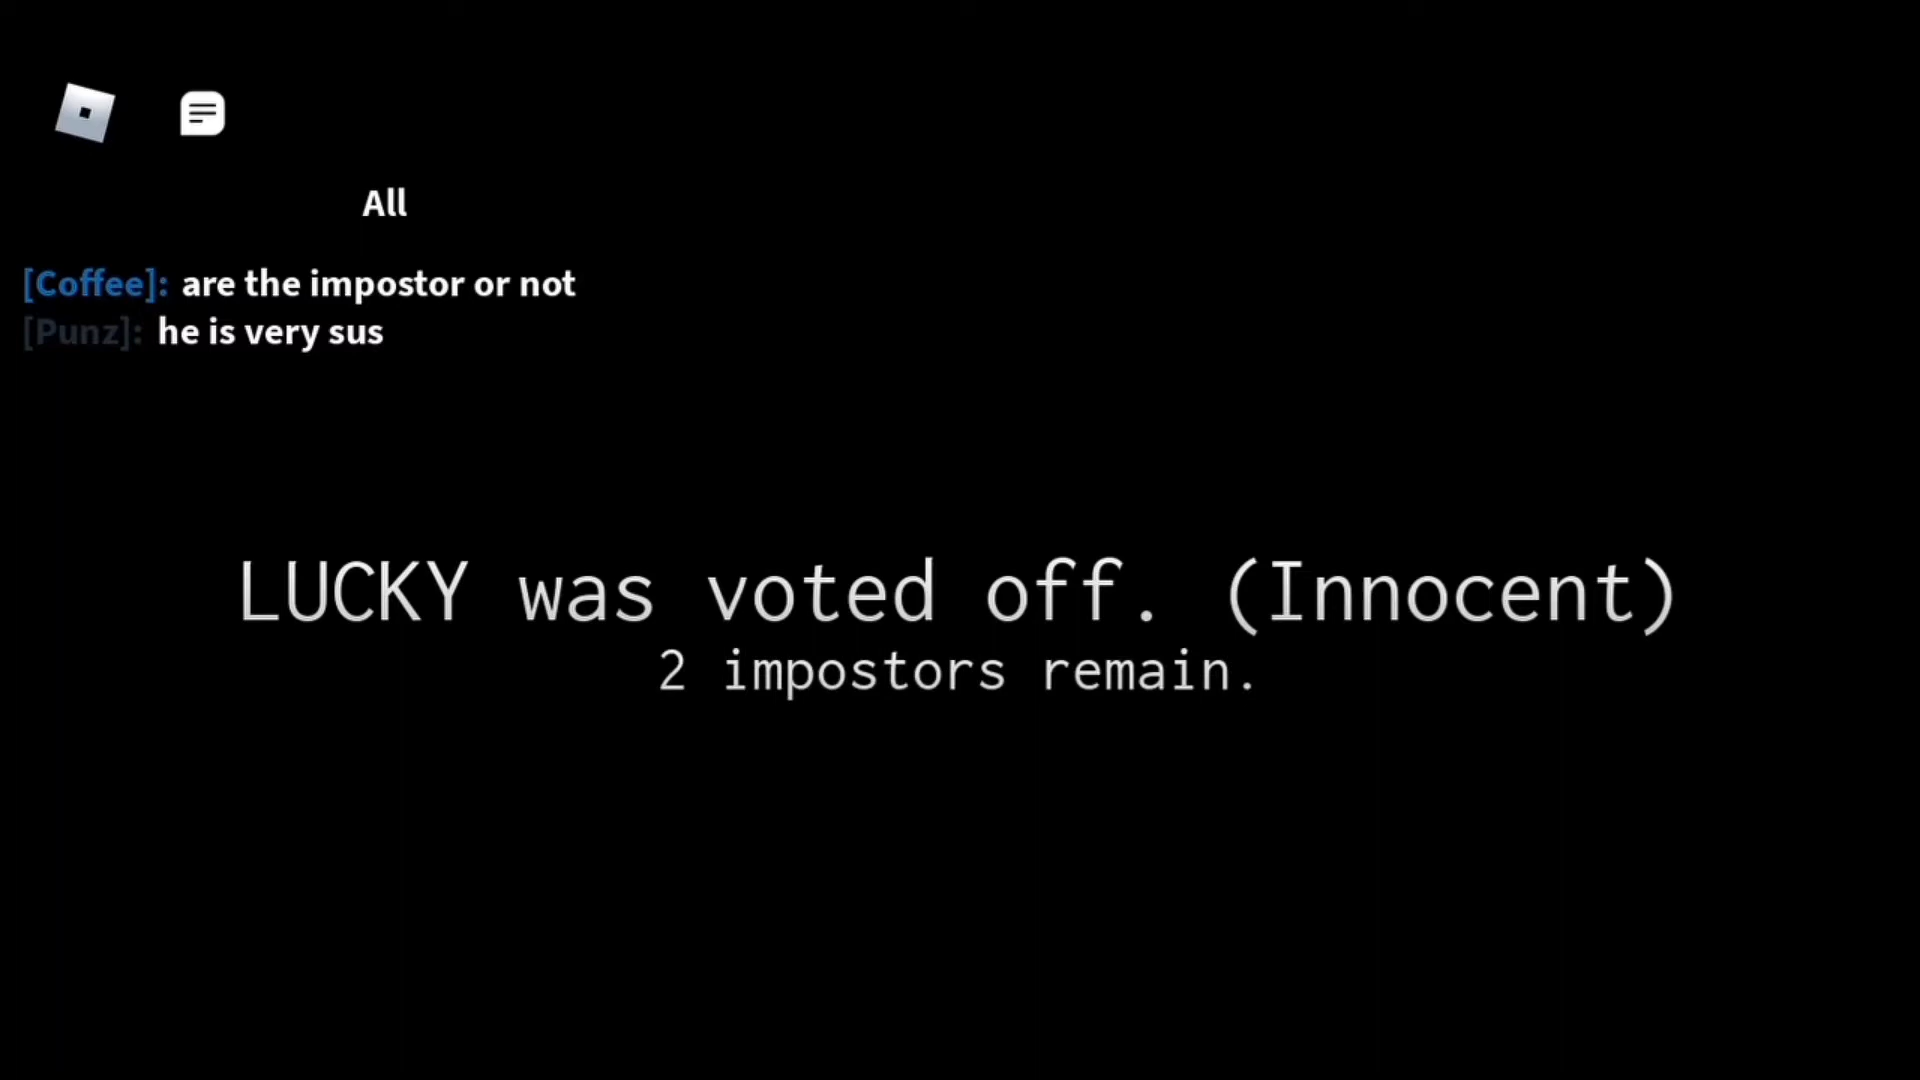 All
[Coffee]: are the impostor or not
[Punz]: he is very sus
LUCKY was voted off. (Innocent)
2 impostors remain.